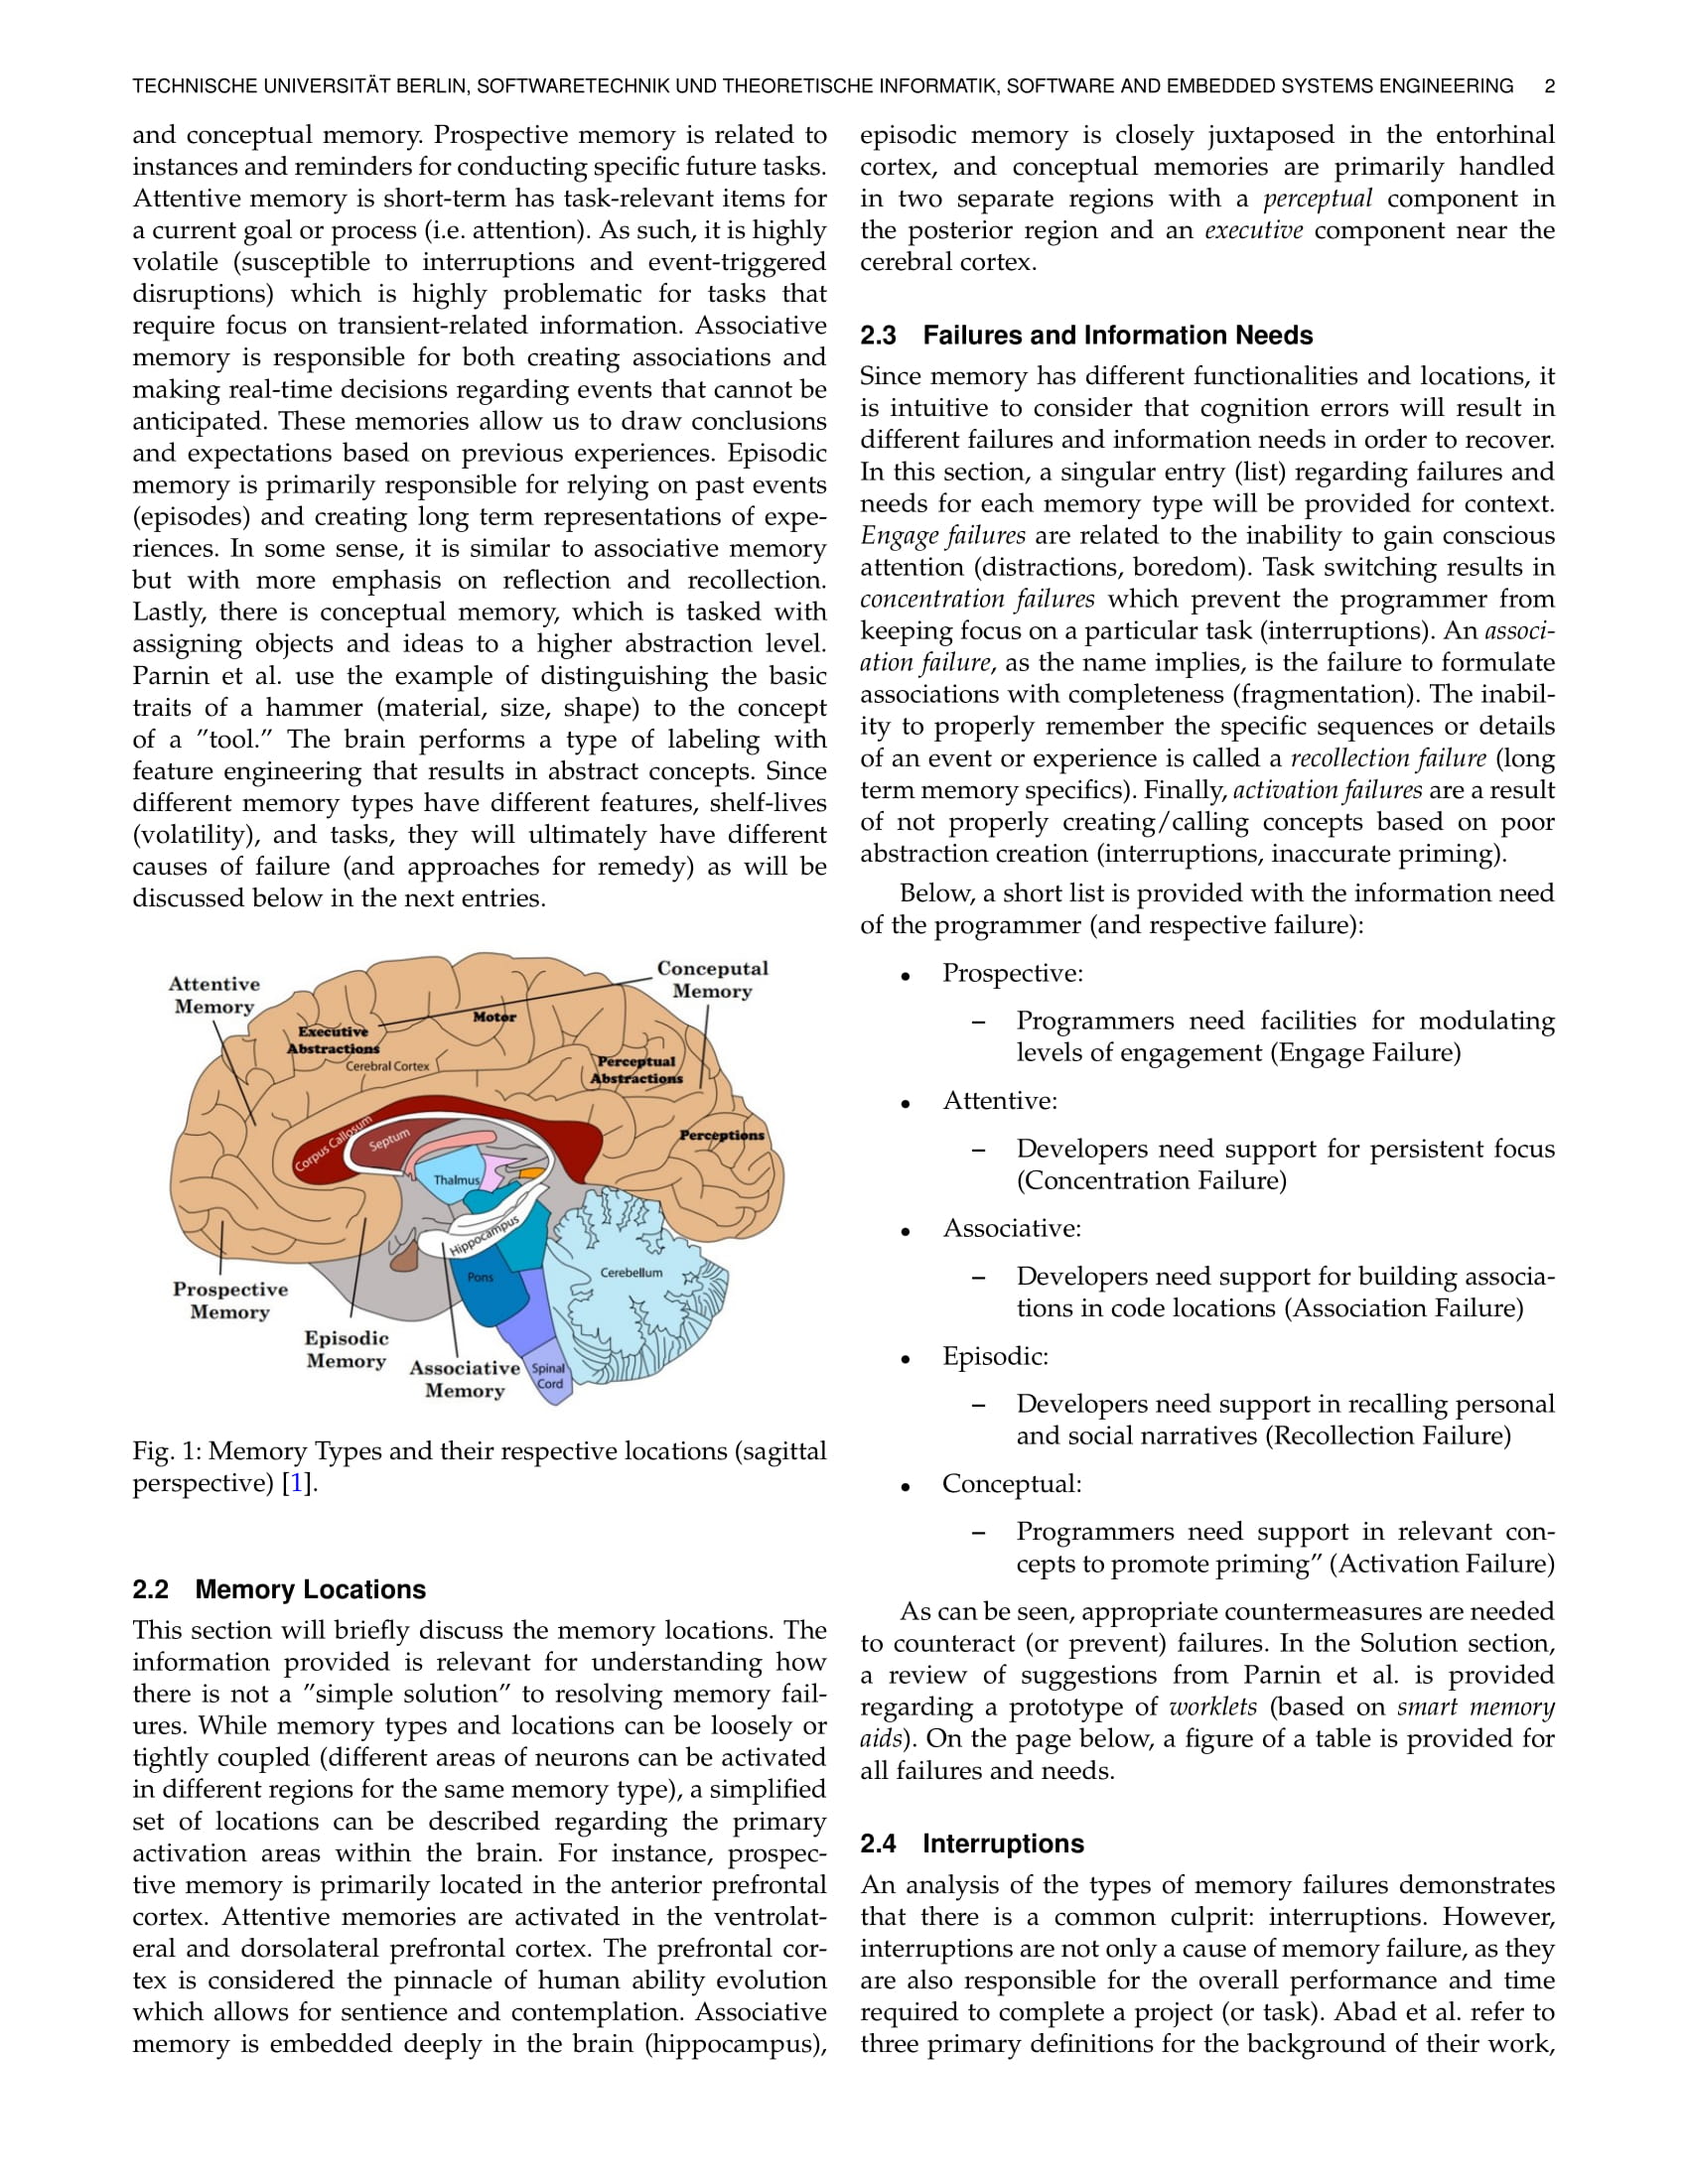 TECHNISCHE UNIVERSITÄT BERLIN, SOFTWARETECHNIK UND THEORETISCHE INFORMATIK, SOFTWARE AND EMBEDDED SYSTEMS ENGINEERING 2
and conceptual memory. Prospective memory is related to
instances and reminders for conducting specific future tasks.
Attentive memory is short-term has task-relevant items for
a current goal or process (i.e. attention). As such, it is highly
volatile (susceptible to interruptions and event-triggered
disruptions) which is highly problematic for tasks that
require focus on transient-related information. Associative
memory is responsible for both creating associations and
making real-time decisions regarding events that cannot be
anticipated. These memories allow us to draw conclusions
and expectations based on previous experiences. Episodic
memory is primarily responsible for relying on past events
(episodes) and creating long term representations of expe-
riences. In some sense, it is similar to associative memory
but with more emphasis on reflection and recollection.
Lastly, there is conceptual memory, which is tasked with
assigning objects and ideas to a higher abstraction level.
Parnin et al. use the example of distinguishing the basic
traits of a hammer (material, size, shape) to the concept
of a ”tool.” The brain performs a type of labeling with
feature engineering that results in abstract concepts. Since
different memory types have different features, shelf-lives
(volatility), and tasks, they will ultimately have different
causes of failure (and approaches for remedy) as will be
discussed below in the next entries.
Attentive
Memory
Conceputal
Memory
Executive
Abstractions
Motor
Cerebral Cortex
Perceptual
Abstractions
Perceptions
Corpus Callosum
Septum
Thalmus
Hippocampus
Pons
Cerebellum
Prospective
Memory
Episodic
Memory
Associative
Memory
Spinal
Cord
Fig. 1: Memory Types and their respective locations (sagittal
perspective) [1].
2.2 Memory Locations
This section will briefly discuss the memory locations. The
information provided is relevant for understanding how
there is not a ”simple solution” to resolving memory fail-
ures. While memory types and locations can be loosely or
tightly coupled (different areas of neurons can be activated
in different regions for the same memory type), a simplified
set of locations can be described regarding the primary
activation areas within the brain. For instance, prospec-
tive memory is primarily located in the anterior prefrontal
cortex. Attentive memories are activated in the ventrolat-
eral and dorsolateral prefrontal cortex. The prefrontal cor-
tex is considered the pinnacle of human ability evolution
which allows for sentience and contemplation. Associative
memory is embedded deeply in the brain (hippocampus),
episodic memory is closely juxtaposed in the entorhinal
cortex, and conceptual memories are primarily handled
in two separate regions with a perceptual component in
the posterior region and an executive component near the
cerebral cortex.
2.3 Failures and Information Needs
Since memory has different functionalities and locations, it
is intuitive to consider that cognition errors will result in
different failures and information needs in order to recover.
In this section, a singular entry (list) regarding failures and
needs for each memory type will be provided for context.
Engage failures are related to the inability to gain conscious
attention (distractions, boredom). Task switching results in
concentration failures which prevent the programmer from
keeping focus on a particular task (interruptions). An associ-
ation failure, as the name implies, is the failure to formulate
associations with completeness (fragmentation). The inabil-
ity to properly remember the specific sequences or details
of an event or experience is called a recollection failure (long
term memory specifics). Finally, activation failures are a result
of not properly creating/calling concepts based on poor
abstraction creation (interruptions, inaccurate priming).
Below, a short list is provided with the information need
of the programmer (and respective failure):
• Prospective:
– Programmers need facilities for modulating
levels of engagement (Engage Failure)
• Attentive:
– Developers need support for persistent focus
(Concentration Failure)
• Associative:
– Developers need support for building associa-
tions in code locations (Association Failure)
• Episodic:
– Developers need support in recalling personal
and social narratives (Recollection Failure)
• Conceptual:
– Programmers need support in relevant con-
cepts to promote priming” (Activation Failure)
As can be seen, appropriate countermeasures are needed
to counteract (or prevent) failures. In the Solution section,
a review of suggestions from Parnin et al. is provided
regarding a prototype of worklets (based on smart memory
aids). On the page below, a figure of a table is provided for
all failures and needs.
2.4 Interruptions
An analysis of the types of memory failures demonstrates
that there is a common culprit: interruptions. However,
interruptions are not only a cause of memory failure, as they
are also responsible for the overall performance and time
required to complete a project (or task). Abad et al. refer to
three primary definitions for the background of their work,